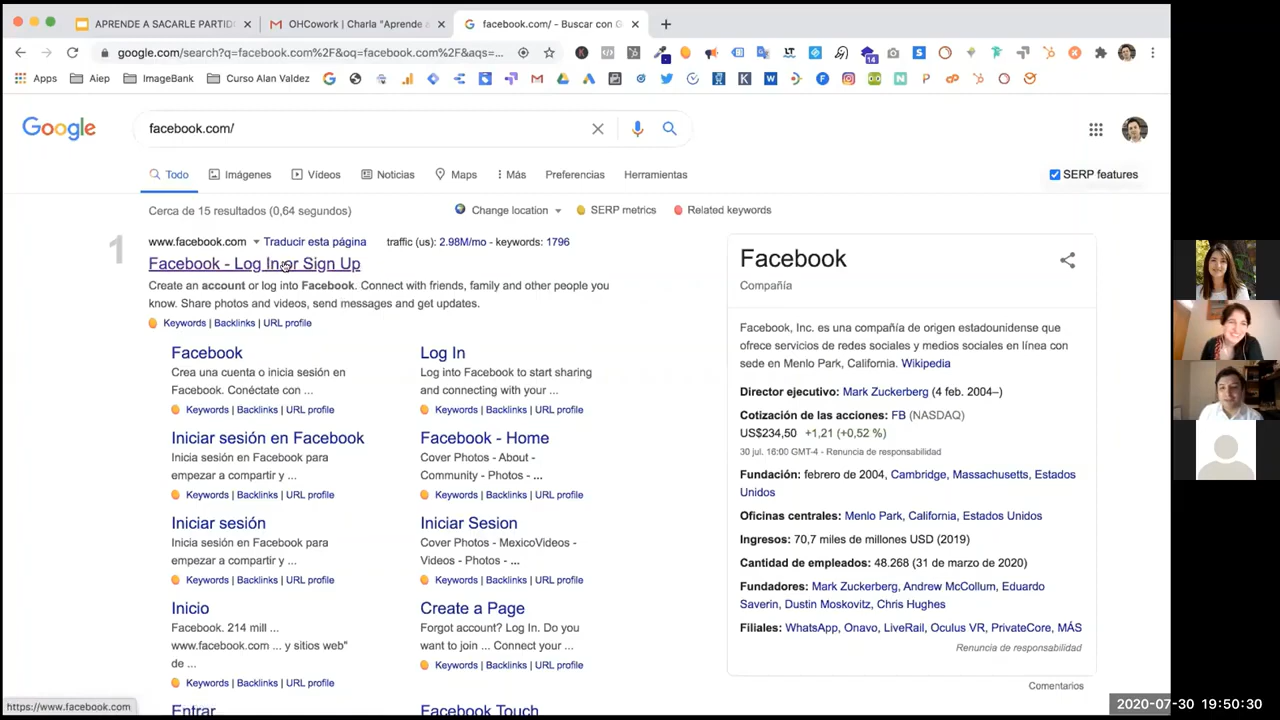 APRENDE A SACARLE PARTID
OHCowork | Charla "Aprende a
facebook.com/ - Buscar con G
google.com/search?q=facebook.com%2F&oq=facebook.com%2F&aqs=...
14
Apps
Aiep
ImageBank
Curso Alan Valdez
Google
facebook.com/
Todo
Imágenes
Vídeos
Noticias
Maps
Más
Preferencias
Herramientas
SERP features
Cerca de 15 resultados (0,64 segundos)
Change location
SERP metrics
Related keywords
1
www.facebook.com
Traducir esta página
traffic (us): 2.98M/mo - keywords: 1796
Facebook - Log In or Sign Up
Create an account or log into Facebook. Connect with friends, family and other people you
know. Share photos and videos, send messages and get updates.
Keywords | Backlinks | URL profile
Facebook
Crea una cuenta o inicia sesión en
Facebook. Conéctate con ...
Keywords | Backlinks | URL profile
Log In
Log into Facebook to start sharing
and connecting with your ...
Keywords | Backlinks | URL profile
Iniciar sesión en Facebook
Inicia sesión en Facebook para
empezar a compartir y ...
Keywords | Backlinks | URL profile
Facebook - Home
Cover Photos - About -
Community - Photos - ...
Keywords | Backlinks | URL profile
Iniciar sesión
Inicia sesión en Facebook para
empezar a compartir y ...
Keywords | Backlinks | URL profile
Iniciar Sesion
Cover Photos - MexicoVideos -
Videos - Photos - ...
Keywords | Backlinks | URL profile
Inicio
Facebook. 214 mill ...
www.facebook.com ... y sitios web"
de ...
Keywords | Backlinks | URL profile
Create a Page
Forgot account? Log In. Do you
want to join ... Connect your ...
Keywords | Backlinks | URL profile
Entrar
Facebook Touch
Facebook
Compañía
Facebook, Inc. es una compañía de origen estadounidense que
ofrece servicios de redes sociales y medios sociales en línea con
sede en Menlo Park, California. Wikipedia
Director ejecutivo: Mark Zuckerberg (4 feb. 2004–)
Cotización de las acciones: FB (NASDAQ)
US$234,50 +1,21 (+0,52 %)
30 jul. 16:00 GMT-4 - Renuncia de responsabilidad
Fundación: febrero de 2004, Cambridge, Massachusetts, Estados
Unidos
Oficinas centrales: Menlo Park, California, Estados Unidos
Ingresos: 70,7 miles de millones USD (2019)
Cantidad de empleados: 48.268 (31 de marzo de 2020)
Fundadores: Mark Zuckerberg, Andrew McCollum, Eduardo
Saverin, Dustin Moskovitz, Chris Hughes
Filiales: WhatsApp, Onavo, LiveRail, Oculus VR, PrivateCore, MÁS
Renuncia de responsabilidad
Comentarios
https://www.facebook.com
2020-07-30 19:50:30